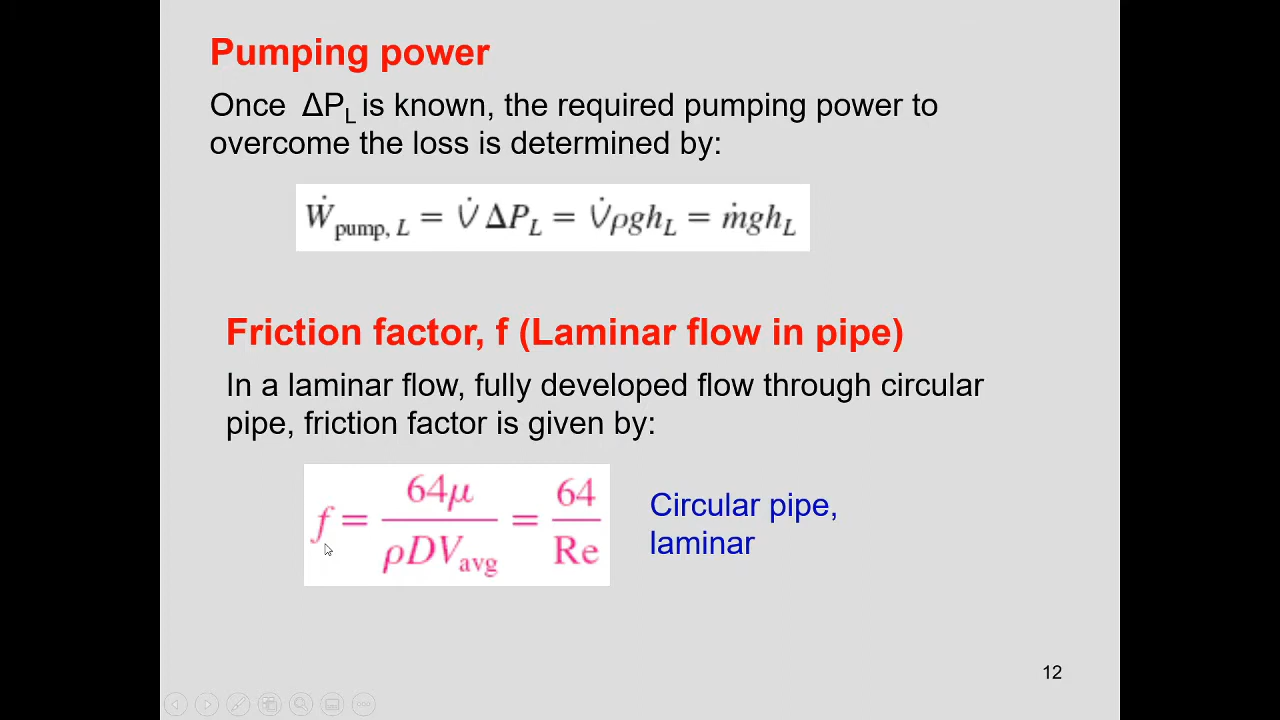 Pumping power
Once ΔP_L is known, the required pumping power to
overcome the loss is determined by:
Ẇ_pump, L = V̇ ΔP_L = V̇ρgh_L = ṁgh_L
Friction factor, f (Laminar flow in pipe)
In a laminar flow, fully developed flow through circular
pipe, friction factor is given by:
f = 64μ / ρDV_avg = 64 / Re
Circular pipe,
laminar
12